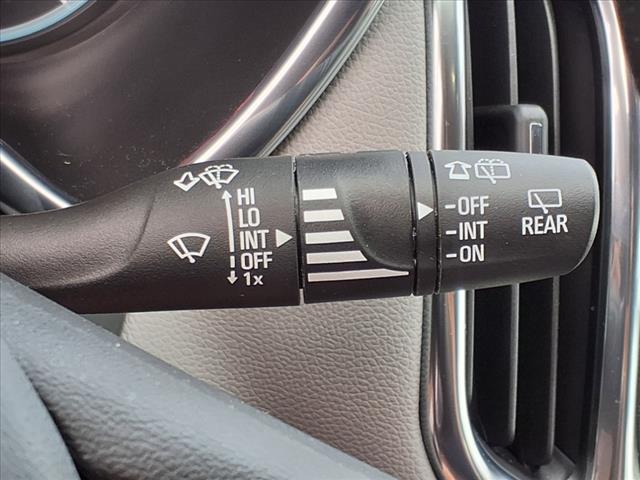 HI
LO
INT
OFF
1x
-OFF
-INT
-ON
REAR